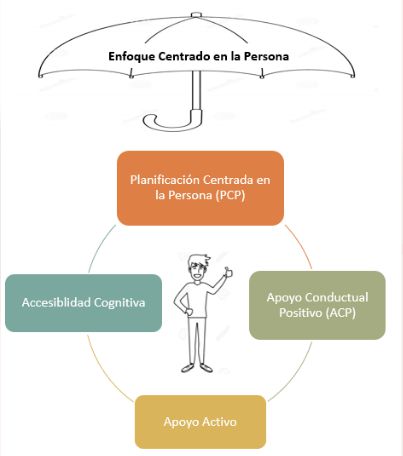 Enfoque Centrado en la Persona
Planificación Centrada en
la Persona (PCP)
Accesiblidad Cognitiva
Apoyo Conductual
Positivo (ACP)
Apoyo Activo